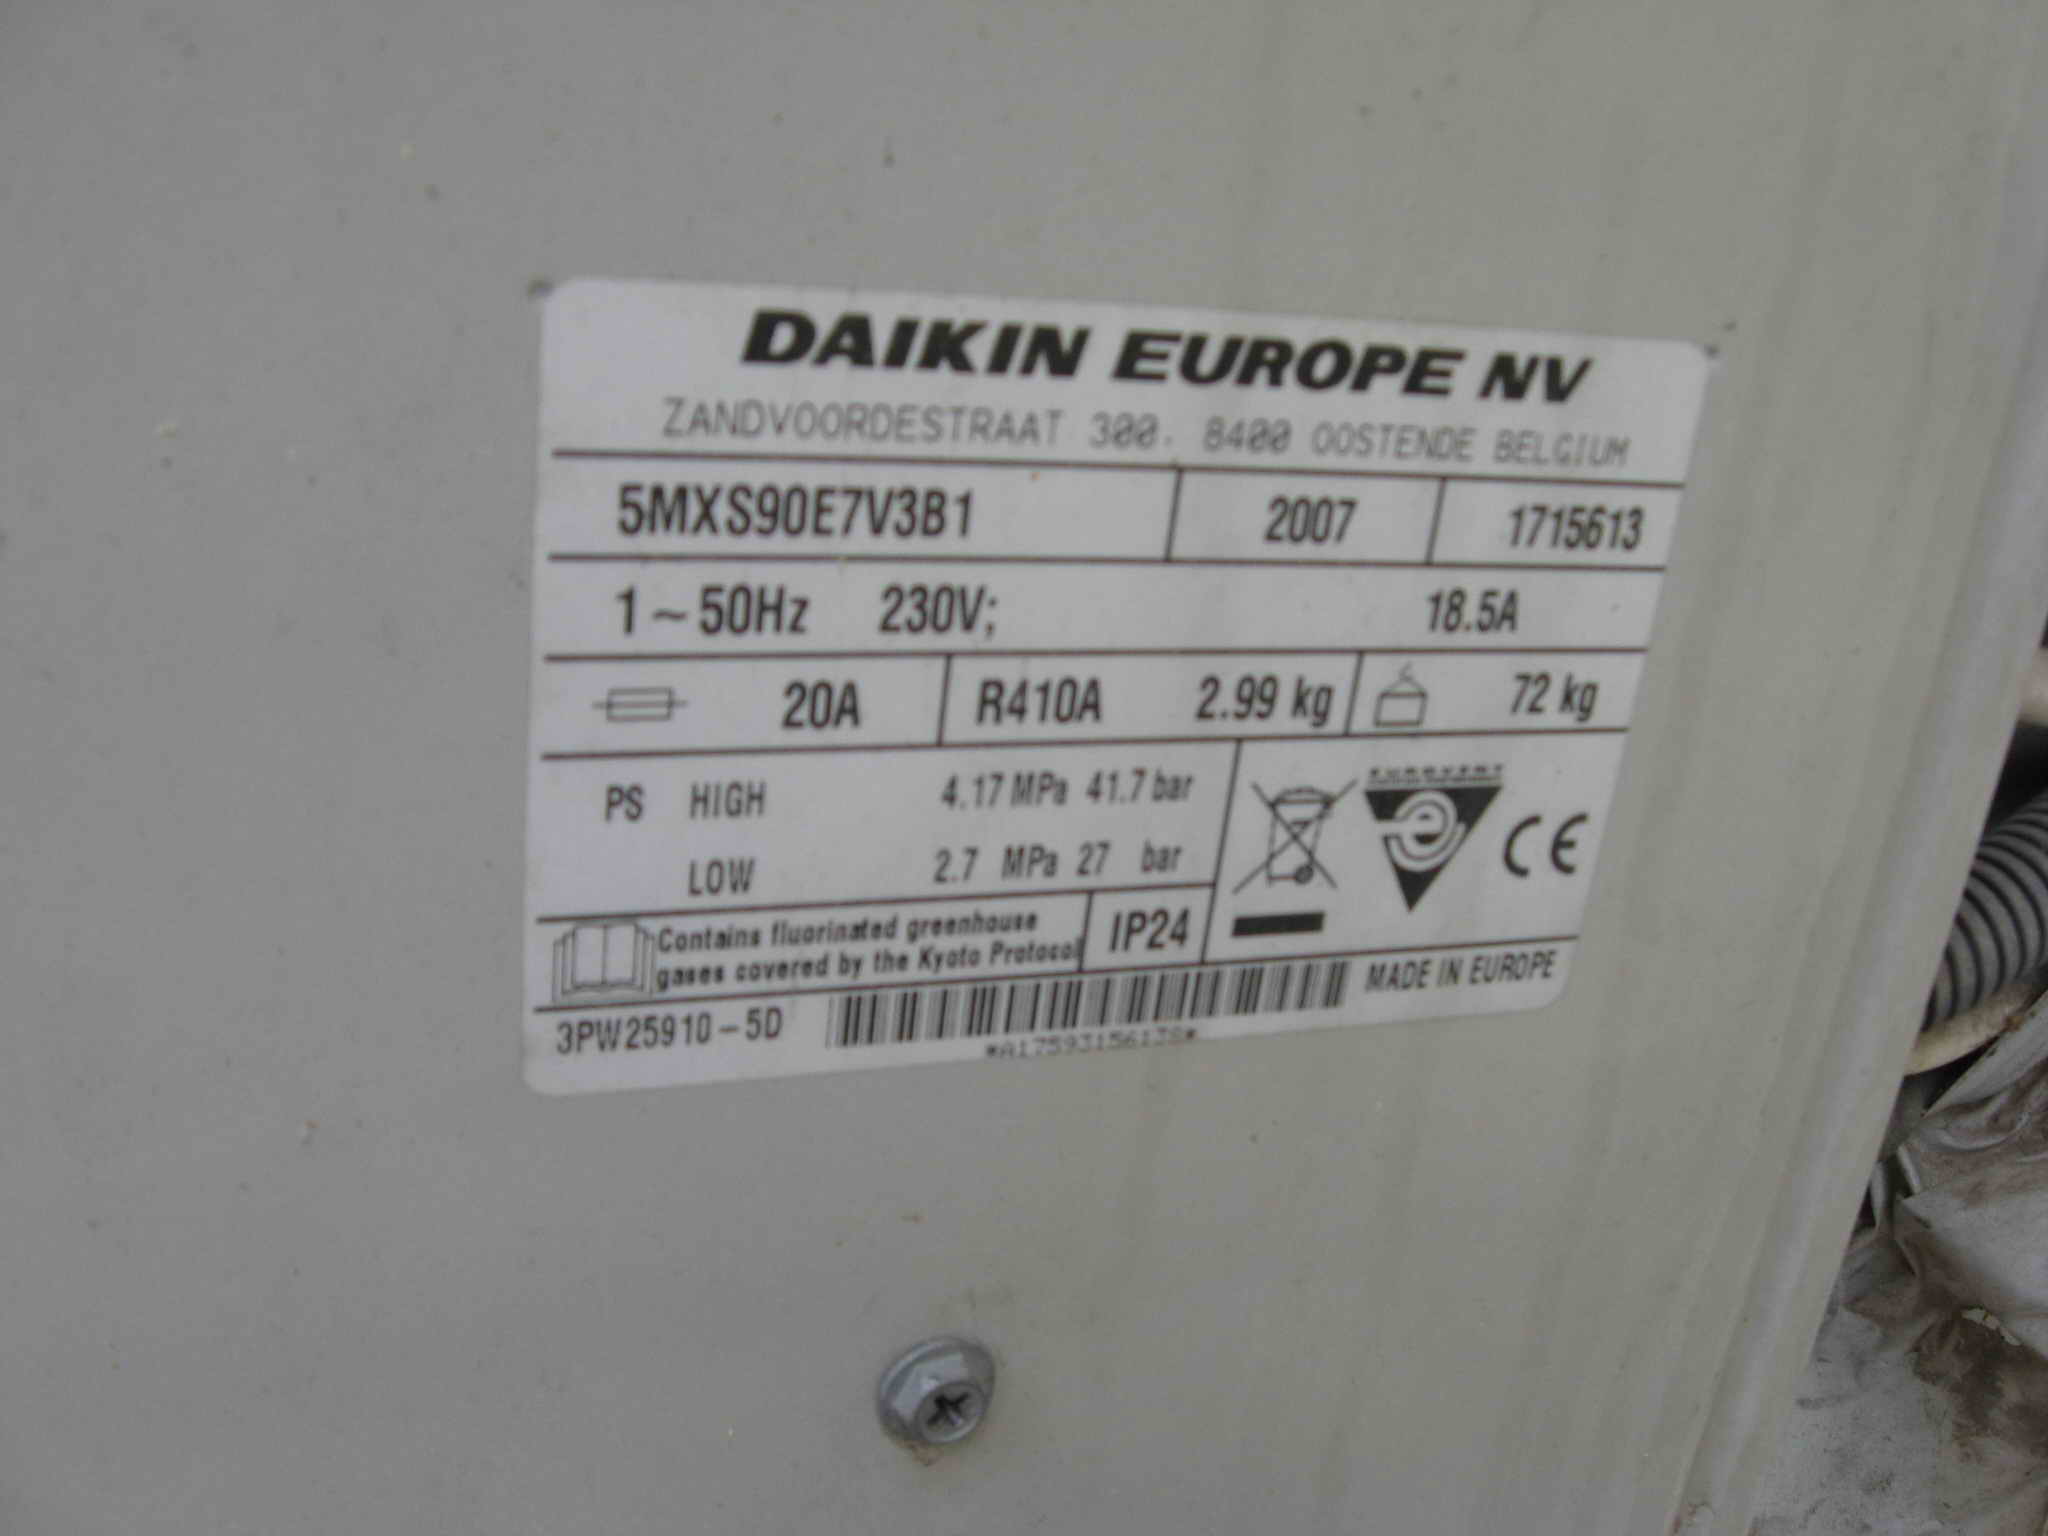 DAIKIN EUROPE NV
ZANDVOORDESTRAAT 300. 8400 OOSTENDE BELGIUM
5MXS90E7V3B1 2007 1715613
1~50Hz 230V; 18.5A
20A R410A 2.99 kg 72 kg
PS HIGH 4.17 MPa 41.7 bar
LOW 2.7 MPa 27 bar
EUROVENT
CE
Contains fluorinated greenhouse
gases covered by the Kyoto Protocol
IP24
3PW25910-5D
MADE IN EUROPE